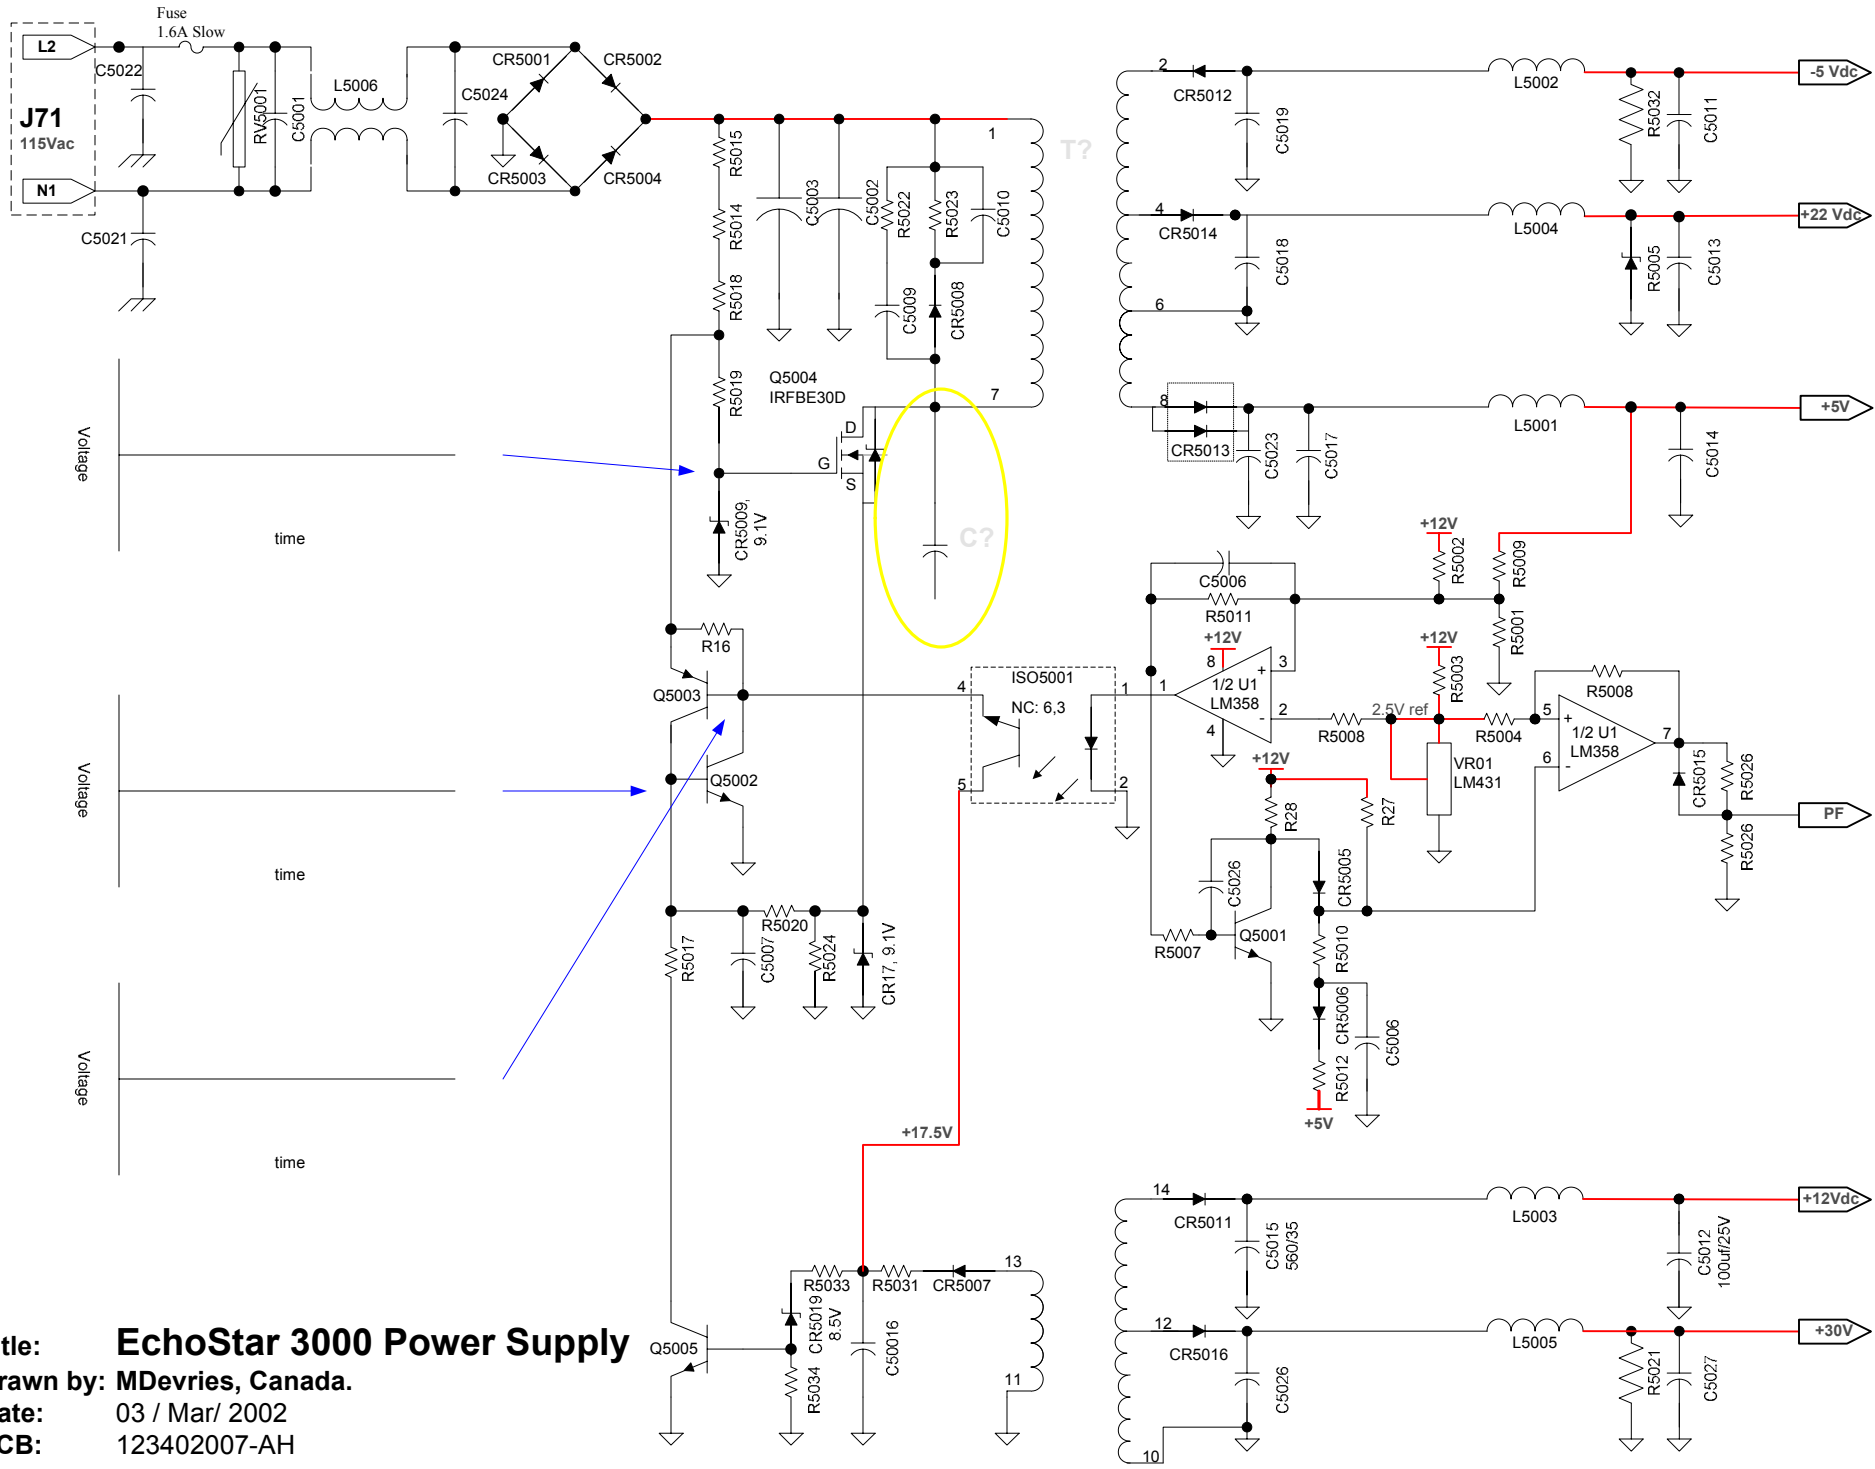 Fuse
1.6A Slow
L2
C5022
J71
115Vac
N1
C5021
RV5001
C5001
L5006
C5024
CR5001
CR5002
CR5003
CR5004
R5015
R5014
R5018
R5019
C5003
C5002
R5022
R5023
C5010
C5009
CR5008
1
7
T?
2
CR5012
C5019
L5002
R5032
C5011
-5 Vdc
4
CR5014
C5018
L5004
R5005
C5013
+22 Vdc
6
8
CR5013
C5023
C5017
L5001
C5014
+5V
Q5004
IRFBE30D
D
G
S
CR5009,
9.1V
C?
Voltage
time
Voltage
time
Voltage
time
R16
Q5003
Q5002
R5017
C5007
R5020
R5024
CR17, 9.1V
ISO5001
NC: 6,3
4
5
1
2
C5006
R5011
+12V
8
1
1/2 U1
LM358
+
-
3
2
4
+12V
R5002
R5009
R5001
+12V
R5003
R5008
2.5V ref
R5004
VR01
LM431
R5008
5
6
+
-
1/2 U1
LM358
7
CR5015
R5026
R5026
PF
+12V
R28
R27
C5026
CR5005
R5007
Q5001
R5010
CR5006
C5006
R5012
+5V
+17.5V
R5033
R5031
CR5007
13
11
CR5019
8.5V
C50016
Q5005
R5034
14
CR5011
C5015
560/35
L5003
C5012
100uf/25V
+12Vdc
12
CR5016
C5026
L5005
R5021
C5027
+30V
10
itle: EchoStar 3000 Power Supply
rawn by: MDevries, Canada.
ate: 03 / Mar/ 2002
CB: 123402007-AH